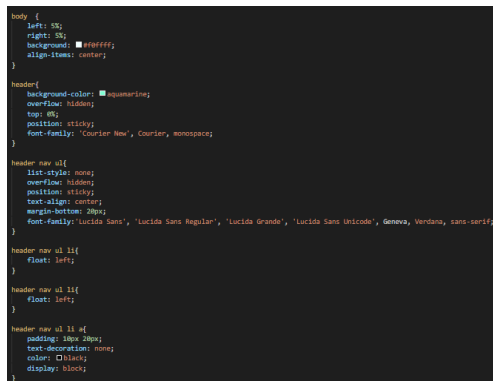 body  {
    left: 5%;
    right: 5%;
    background: #f0ffff;
    align-items: center;
}

header{
    background-color: aquamarine;
    overflow: hidden;
    top: 0%;
    position: sticky;
    font-family: 'Courier New', Courier, monospace;
}

header nav ul{
    list-style: none;
    overflow: hidden;
    position: sticky;
    text-align: center;
    margin-bottom: 20px;
    font-family:'Lucida Sans', 'Lucida Sans Regular', 'Lucida Grande', 'Lucida Sans Unicode', Geneva, Verdana, sans-serif;
}

header nav ul li{
    float: left;
}

header nav ul li{
    float: left;
}

header nav ul li a{
    padding: 10px 20px;
    text-decoration: none;
    color: black;
    display: block;